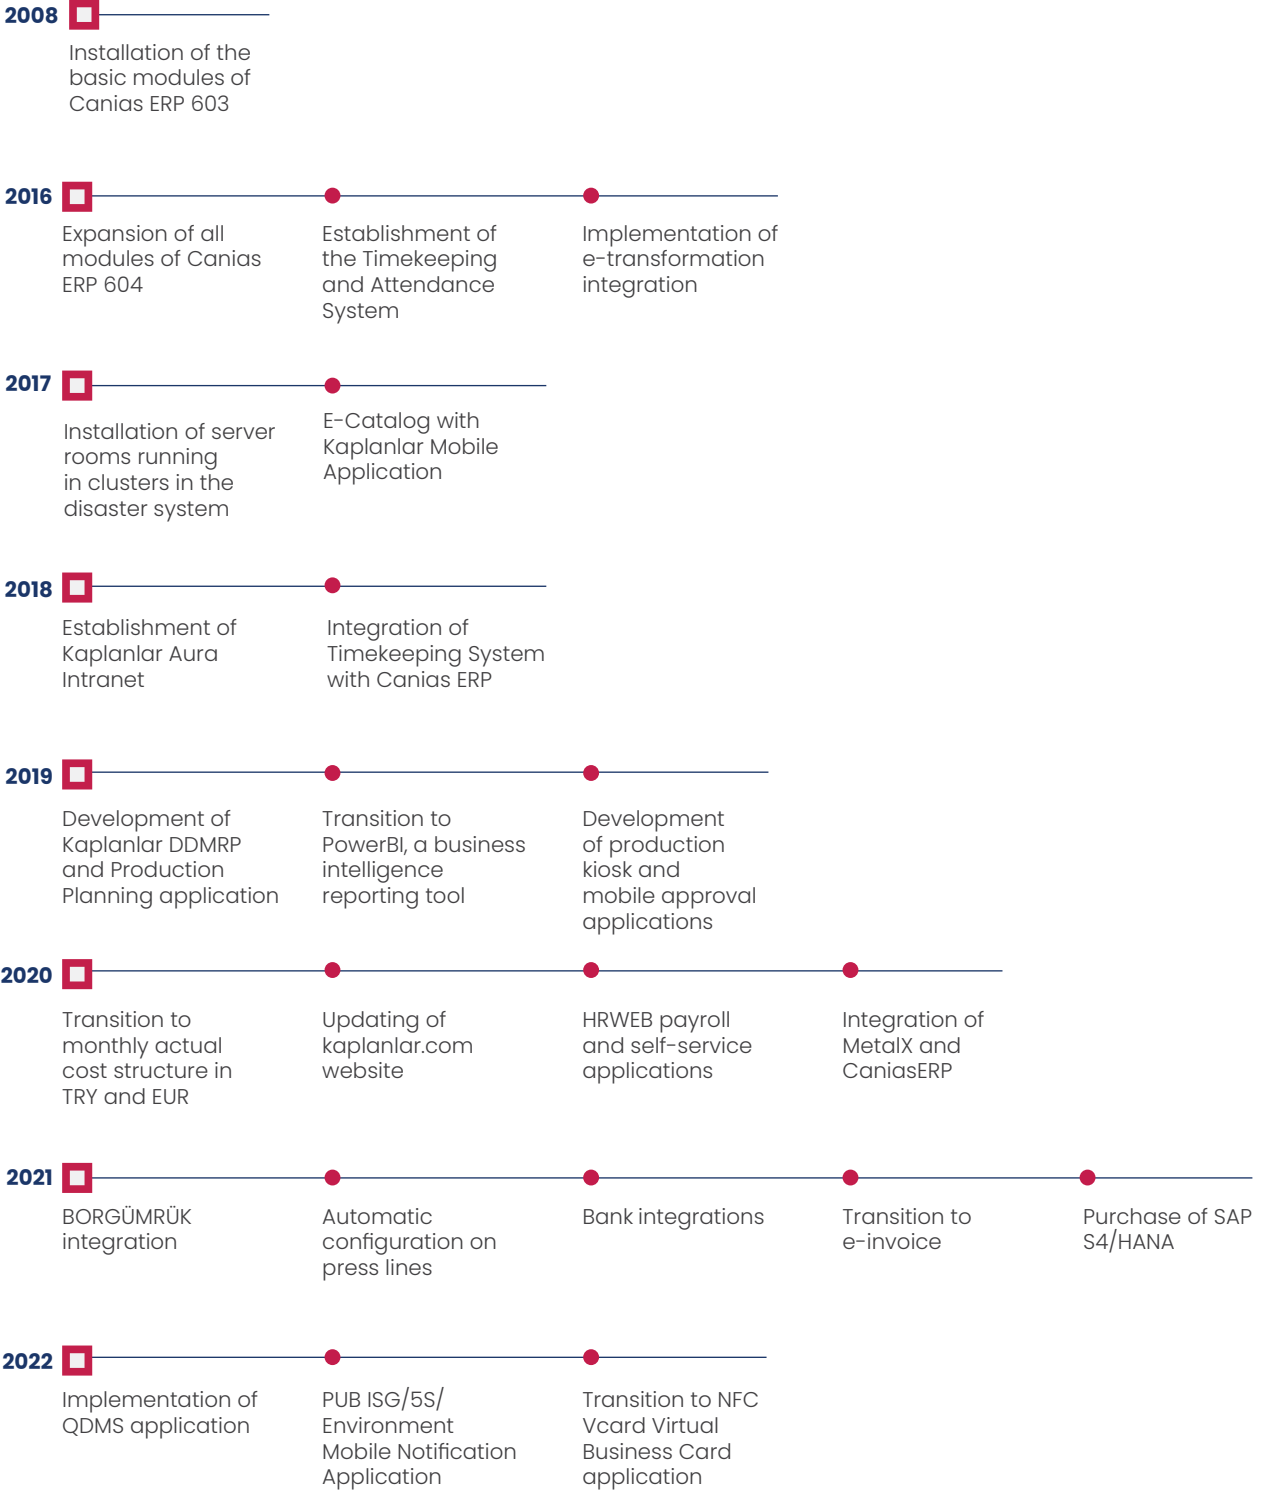 2008
Installation of the
basic modules of
Canias ERP 603
2016
Expansion of all
modules of Canias
ERP 604
Establishment of
the Timekeeping
and Attendance
System
Implementation of
e-transformation
integration
2017
Installation of server
rooms running
in clusters in the
disaster system
E-Catalog with
Kaplanlar Mobile
Application
2018
Establishment of
Kaplanlar Aura
Intranet
Integration of
Timekeeping System
with Canias ERP
2019
Development of
Kaplanlar DDMRP
and Production
Planning application
Transition to
PowerBI, a business
intelligence
reporting tool
Development
of production
kiosk and
mobile approval
applications
2020
Transition to
monthly actual
cost structure in
TRY and EUR
Updating of
kaplanlar.com
website
HRWEB payroll
and self-service
applications
Integration of
MetalX and
CaniasERP
2021
BORGÜMRÜK
integration
Automatic
configuration on
press lines
Bank integrations
Transition to
e-invoice
Purchase of SAP
S4/HANA
2022
Implementation of
QDMS application
PUB ISG/5S/
Environment
Mobile Notification
Application
Transition to NFC
Vcard Virtual
Business Card
application